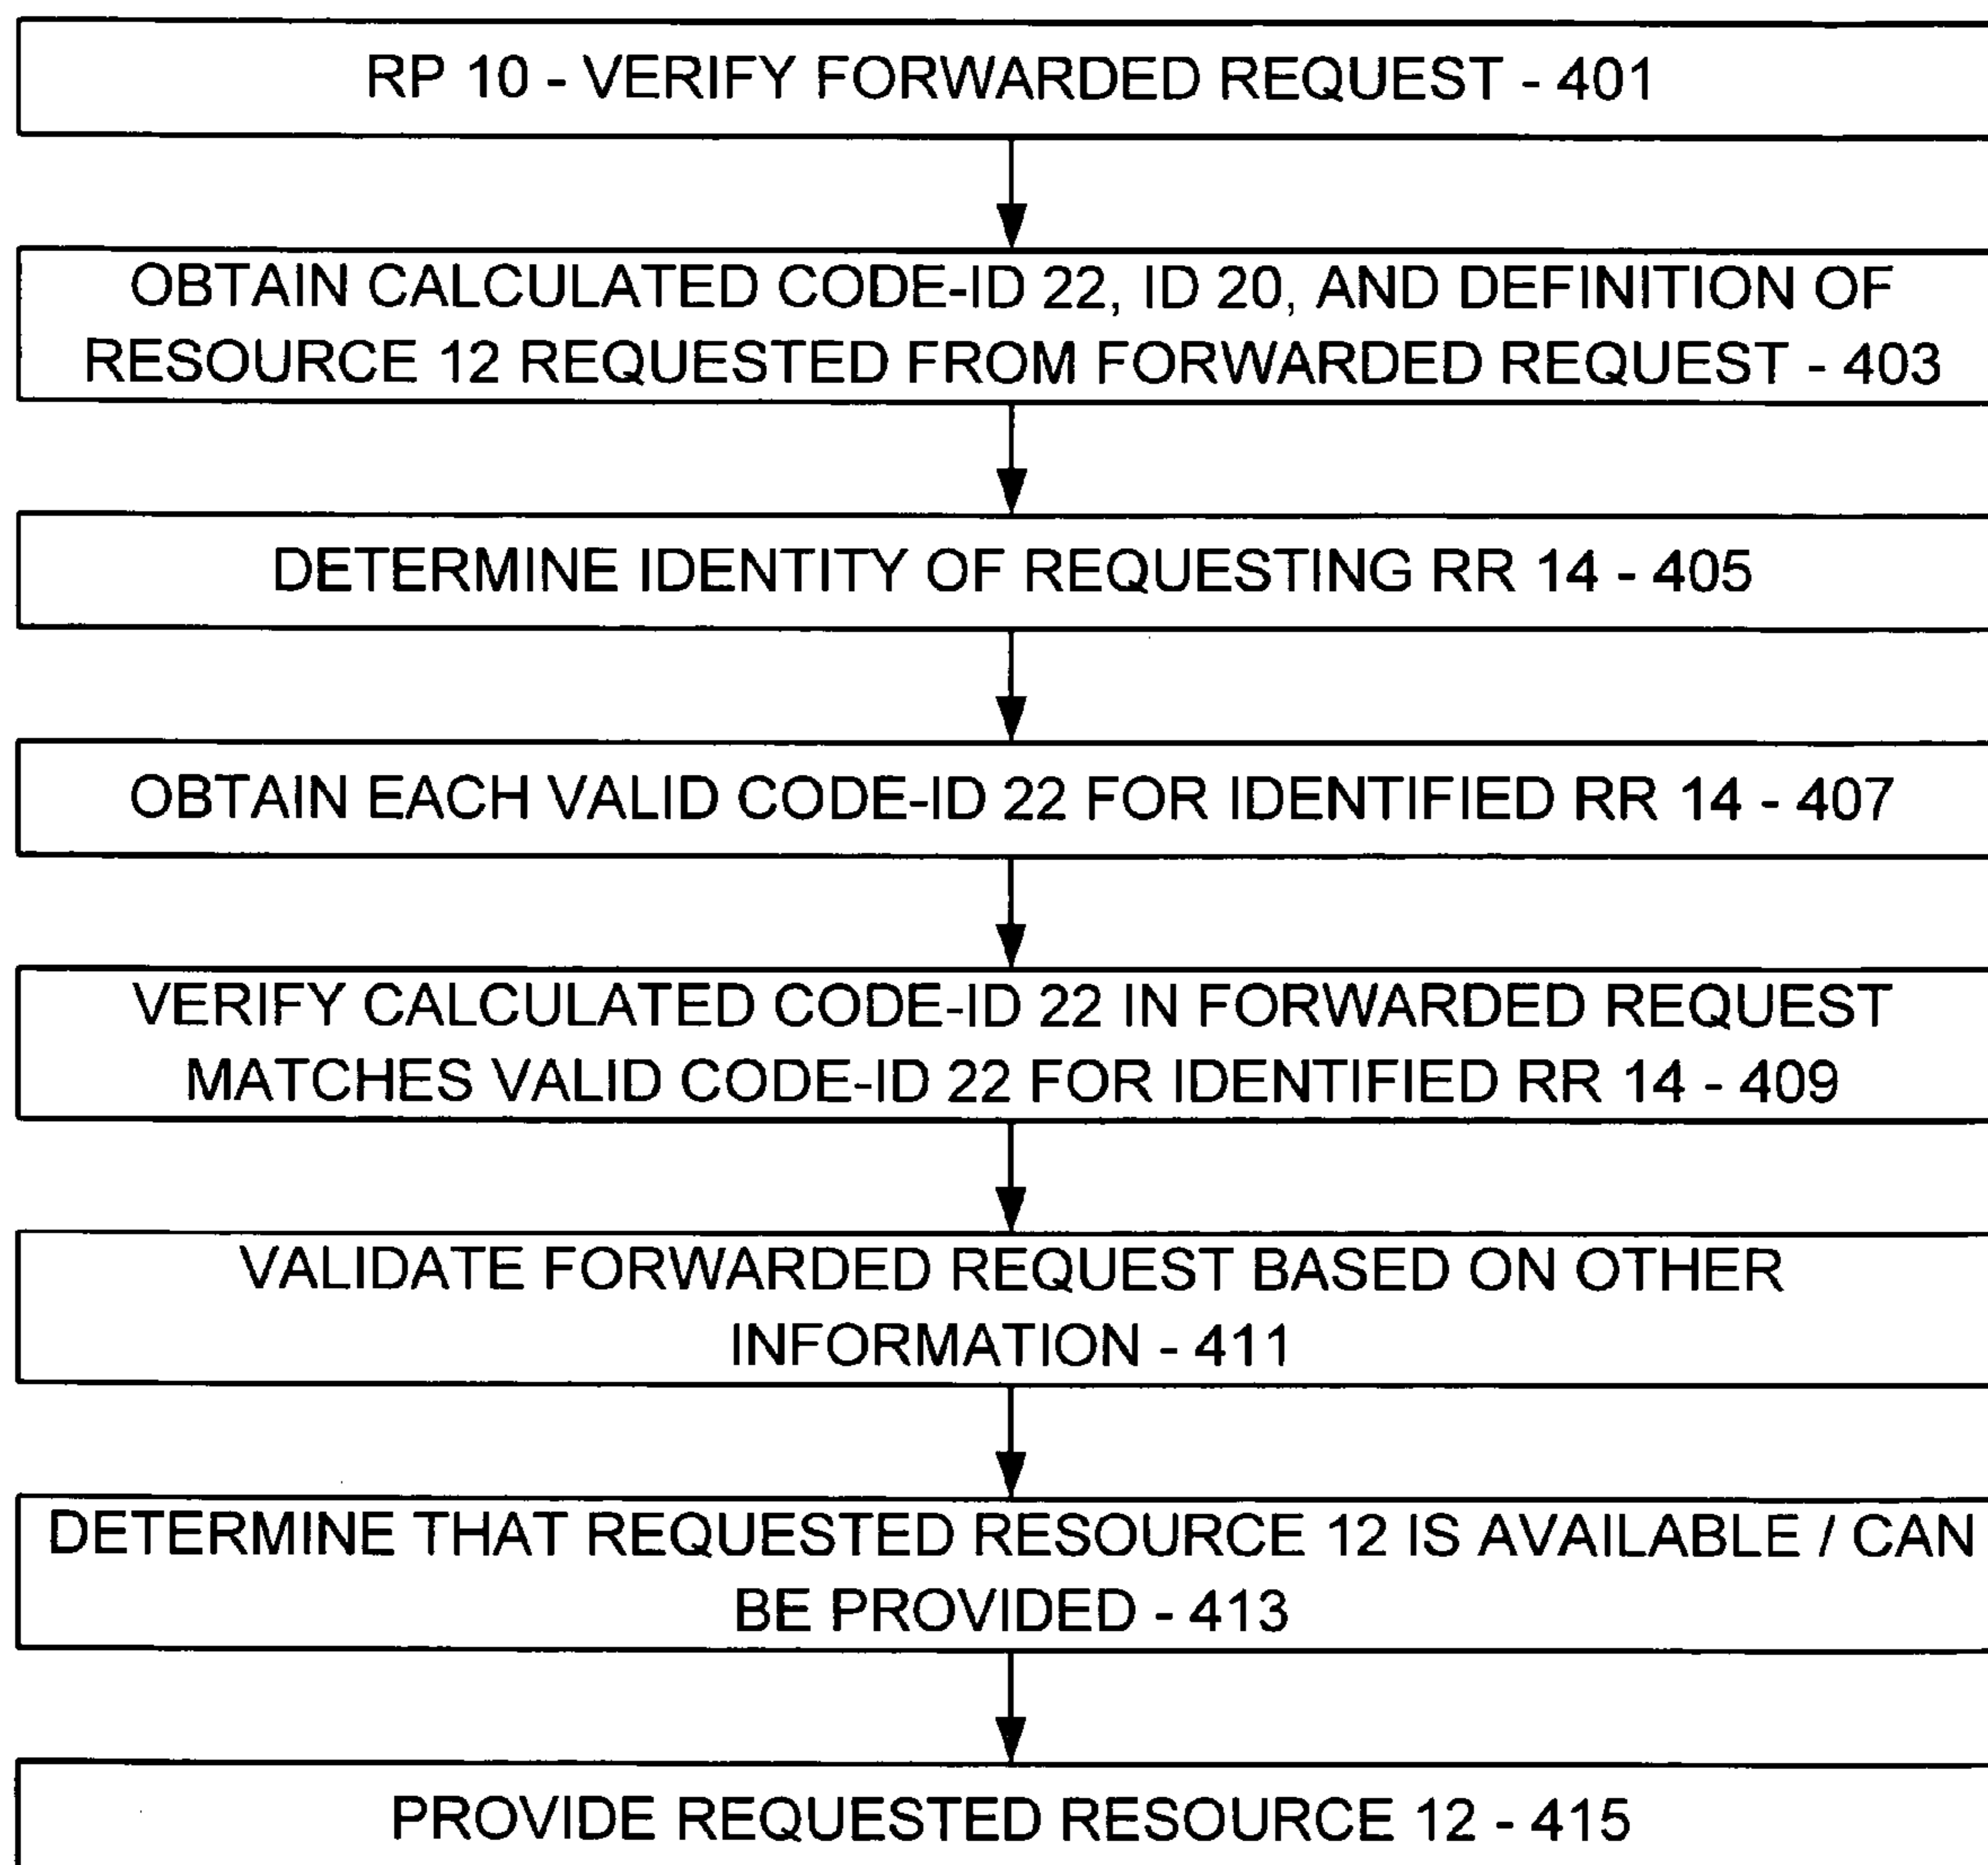 RP 10 - VERIFY FORWARDED REQUEST - 401
OBTAIN CALCULATED CODE-ID 22, ID 20, AND DEFINITION OF
RESOURCE 12 REQUESTED FROM FORWARDED REQUEST - 403
DETERMINE IDENTITY OF REQUESTING RR 14 - 405
OBTAIN EACH VALID CODE-ID 22 FOR IDENTIFIED RR 14 - 407
VERIFY CALCULATED CODE-ID 22 IN FORWARDED REQUEST
MATCHES VALID CODE-ID 22 FOR IDENTIFIED RR 14 - 409
VALIDATE FORWARDED REQUEST BASED ON OTHER
INFORMATION - 411
DETERMINE THAT REQUESTED RESOURCE 12 IS AVAILABLE / CAN
BE PROVIDED - 413
PROVIDE REQUESTED RESOURCE 12 - 415